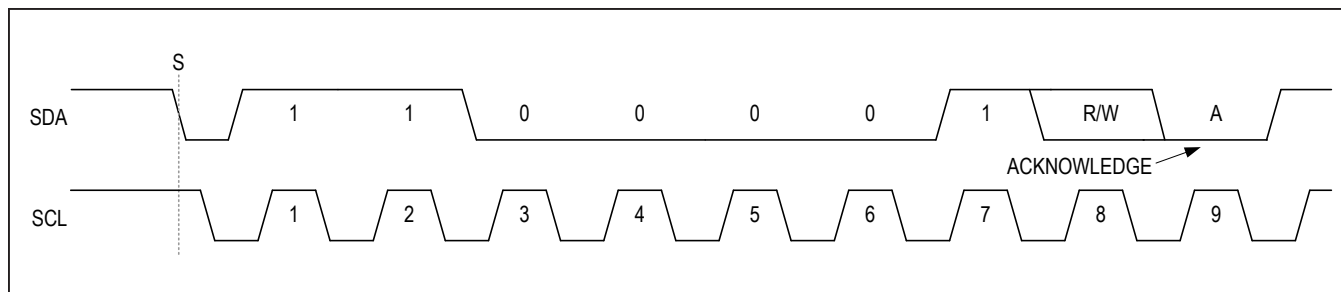 S
SDA 1 1 0 0 0 0 1 R/W A
ACKNOWLEDGE
SCL 1 2 3 4 5 6 7 8 9